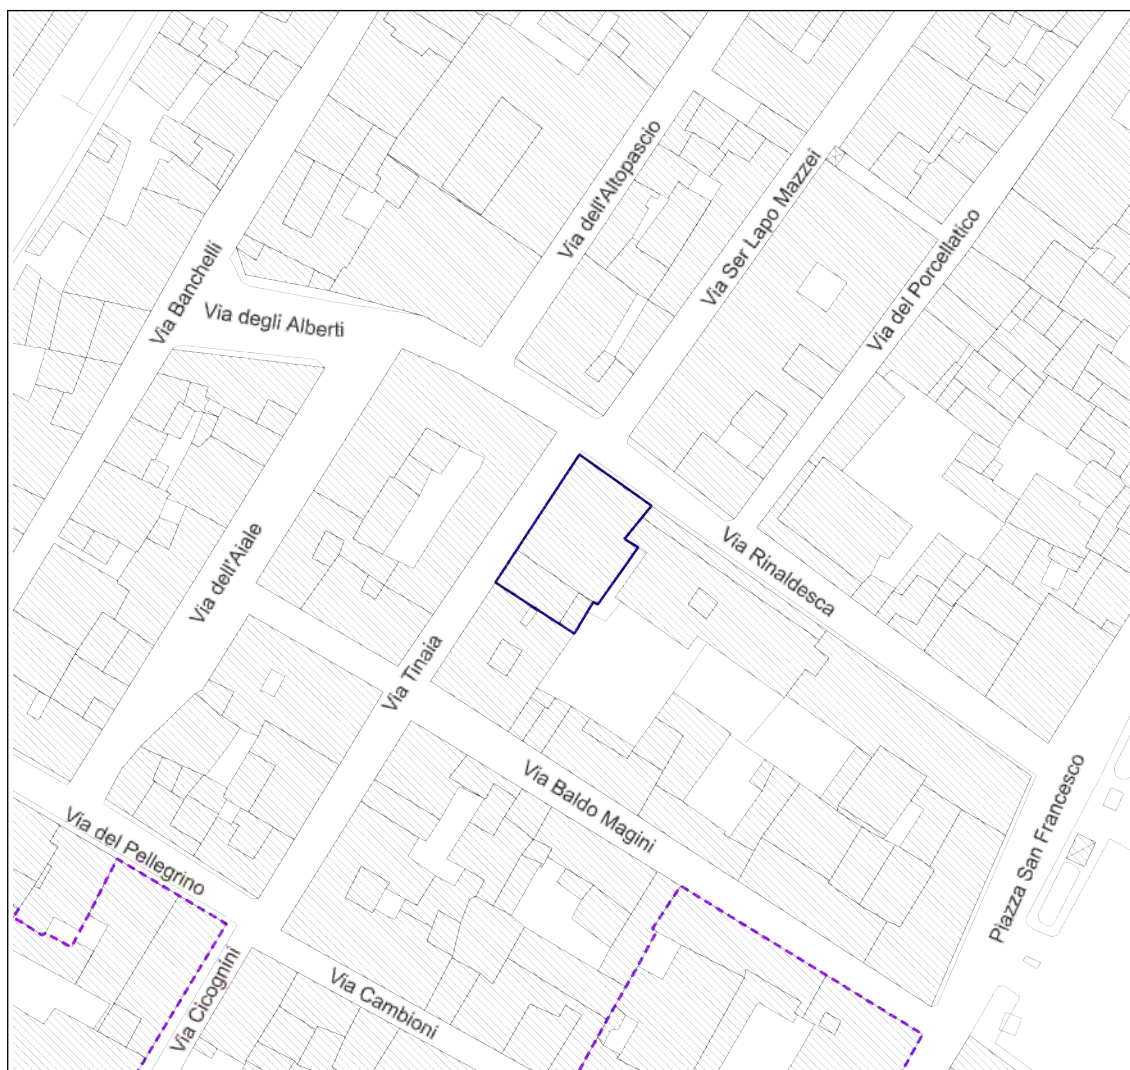 Via dell'Altopascio
Via Ser Lapo Mazzei
Via Banchelli
Via del Porcellatico
Via degli Alberti
Via dell'Aiale
Via Rinaldesca
Via Tinaia
Via Baldo Magini
Piazza San Francesco
Via del Pellegrino
Via Cicognini
Via Cambioni